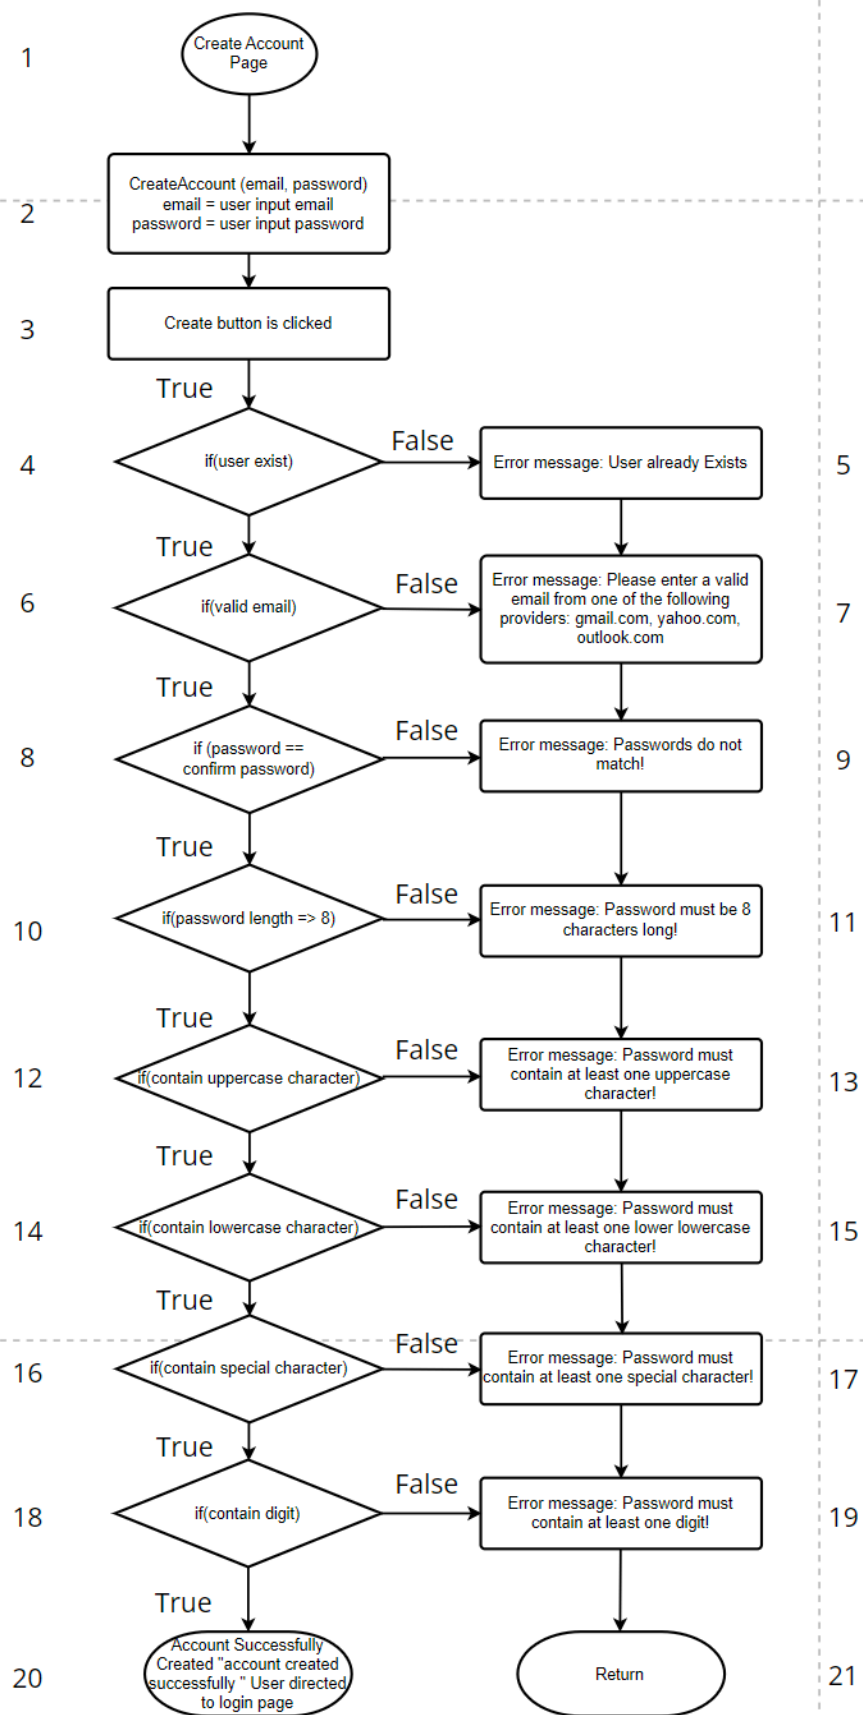 1
Create Account
Page
2
CreateAccount (email, password)
email = user input email
password = user input password
3
Create button is clicked
True
4
if(user exist)
False
Error message: User already Exists
5
True
6
if(valid email)
False
Error message: Please enter a valid
email from one of the following
providers: gmail.com, yahoo.com,
outlook.com
7
True
8
if (password ==
confirm password)
False
Error message: Passwords do not
match!
9
True
10
if(password length => 8)
False
Error message: Password must be 8
characters long!
11
True
12
if(contain uppercase character)
False
Error message: Password must
contain at least one uppercase
character!
13
True
14
if(contain lowercase character)
False
Error message: Password must
contain at least one lower lowercase
character!
15
True
16
if(contain special character)
False
Error message: Password must
contain at least one special character!
17
True
18
if(contain digit)
False
Error message: Password must
contain at least one digit!
19
True
20
Account Successfully
Created "account created
successfully " User directed
to login page
Return
21